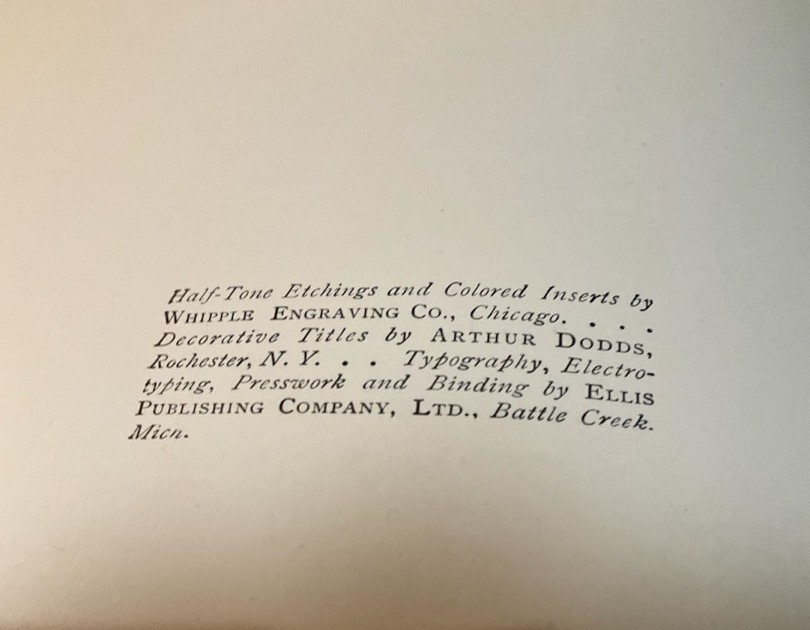 Half-Tone Etchings and Colored Inserts by
WHIPPLE ENGRAVING CO., Chicago. . . .
Decorative Titles by ARTHUR DODDS,
Rochester, N. Y. . . Typography, Electro-
typing, Presswork and Binding by ELLIS
PUBLISHING COMPANY, LTD., Battle Creek.
Mich.